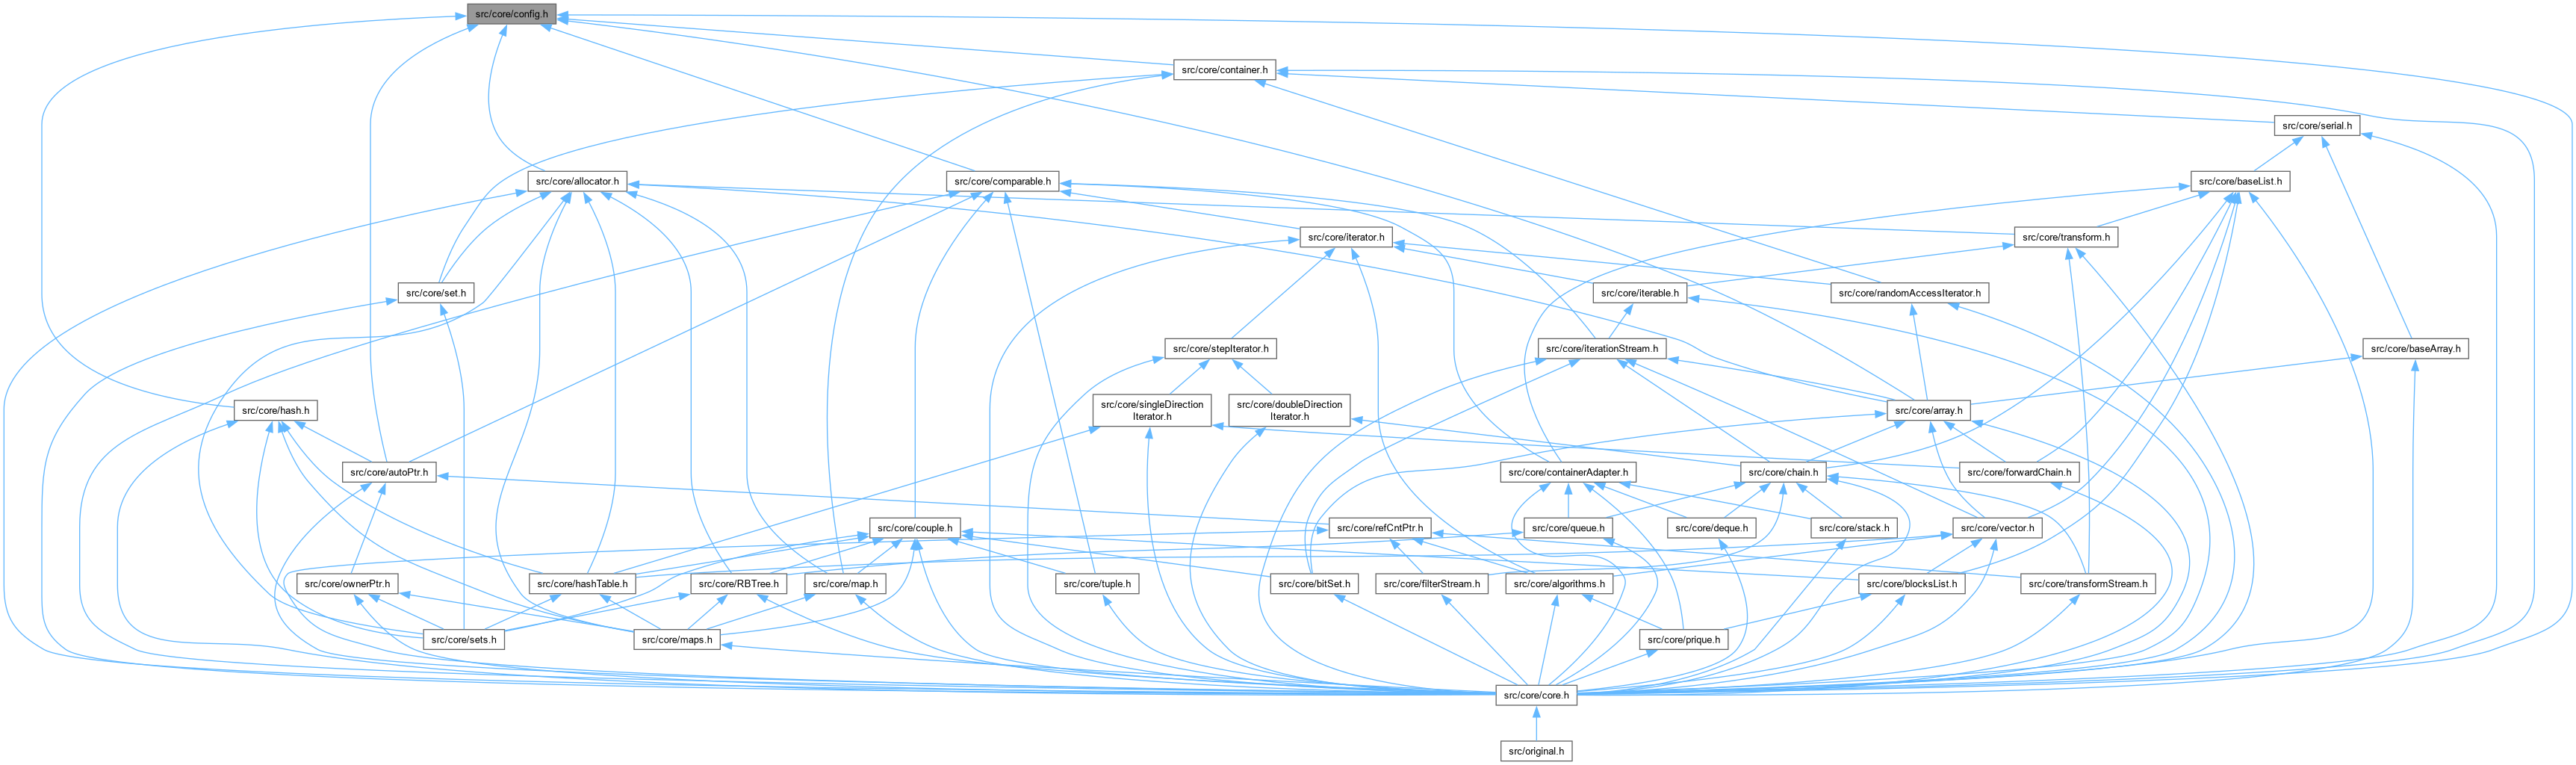 src/core/config.h
src/core/container.h
src/core/serial.h
src/core/allocator.h
src/core/comparable.h
src/core/baseList.h
src/core/iterator.h
src/core/transform.h
src/core/set.h
src/core/iterable.h
src/core/randomAccessIterator.h
src/core/stepIterator.h
src/core/iterationStream.h
src/core/baseArray.h
src/core/hash.h
src/core/singleDirection
Iterator.h
src/core/doubleDirection
Iterator.h
src/core/array.h
src/core/autoPtr.h
src/core/containerAdapter.h
src/core/chain.h
src/core/forwardChain.h
src/core/couple.h
src/core/refCntPtr.h
src/core/queue.h
src/core/deque.h
src/core/stack.h
src/core/vector.h
src/core/ownerPtr.h
src/core/hashTable.h
src/core/RBTree.h
src/core/map.h
src/core/tuple.h
src/core/bitSet.h
src/core/filterStream.h
src/core/algorithms.h
src/core/blocksList.h
src/core/transformStream.h
src/core/sets.h
src/core/maps.h
src/core/prique.h
src/core/core.h
src/original.h